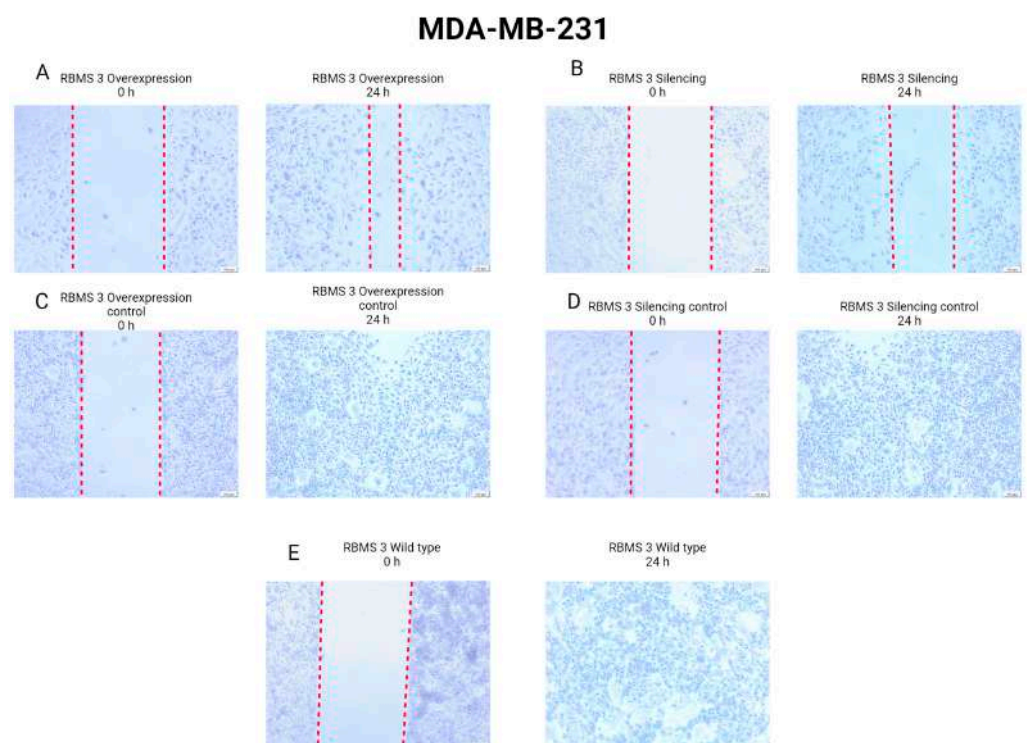 MDA-MB-231
A
RBMS 3 Overexpression
0 h
RBMS 3 Overexpression
24 h
B
RBMS 3 Silencing
0 h
RBMS 3 Silencing
24 h
C
RBMS 3 Overexpression
control
0 h
RBMS 3 Overexpression
control
24 h
D
RBMS 3 Silencing control
0 h
RBMS 3 Silencing control
24 h
E
RBMS 3 Wild type
0 h
RBMS 3 Wild type
24 h